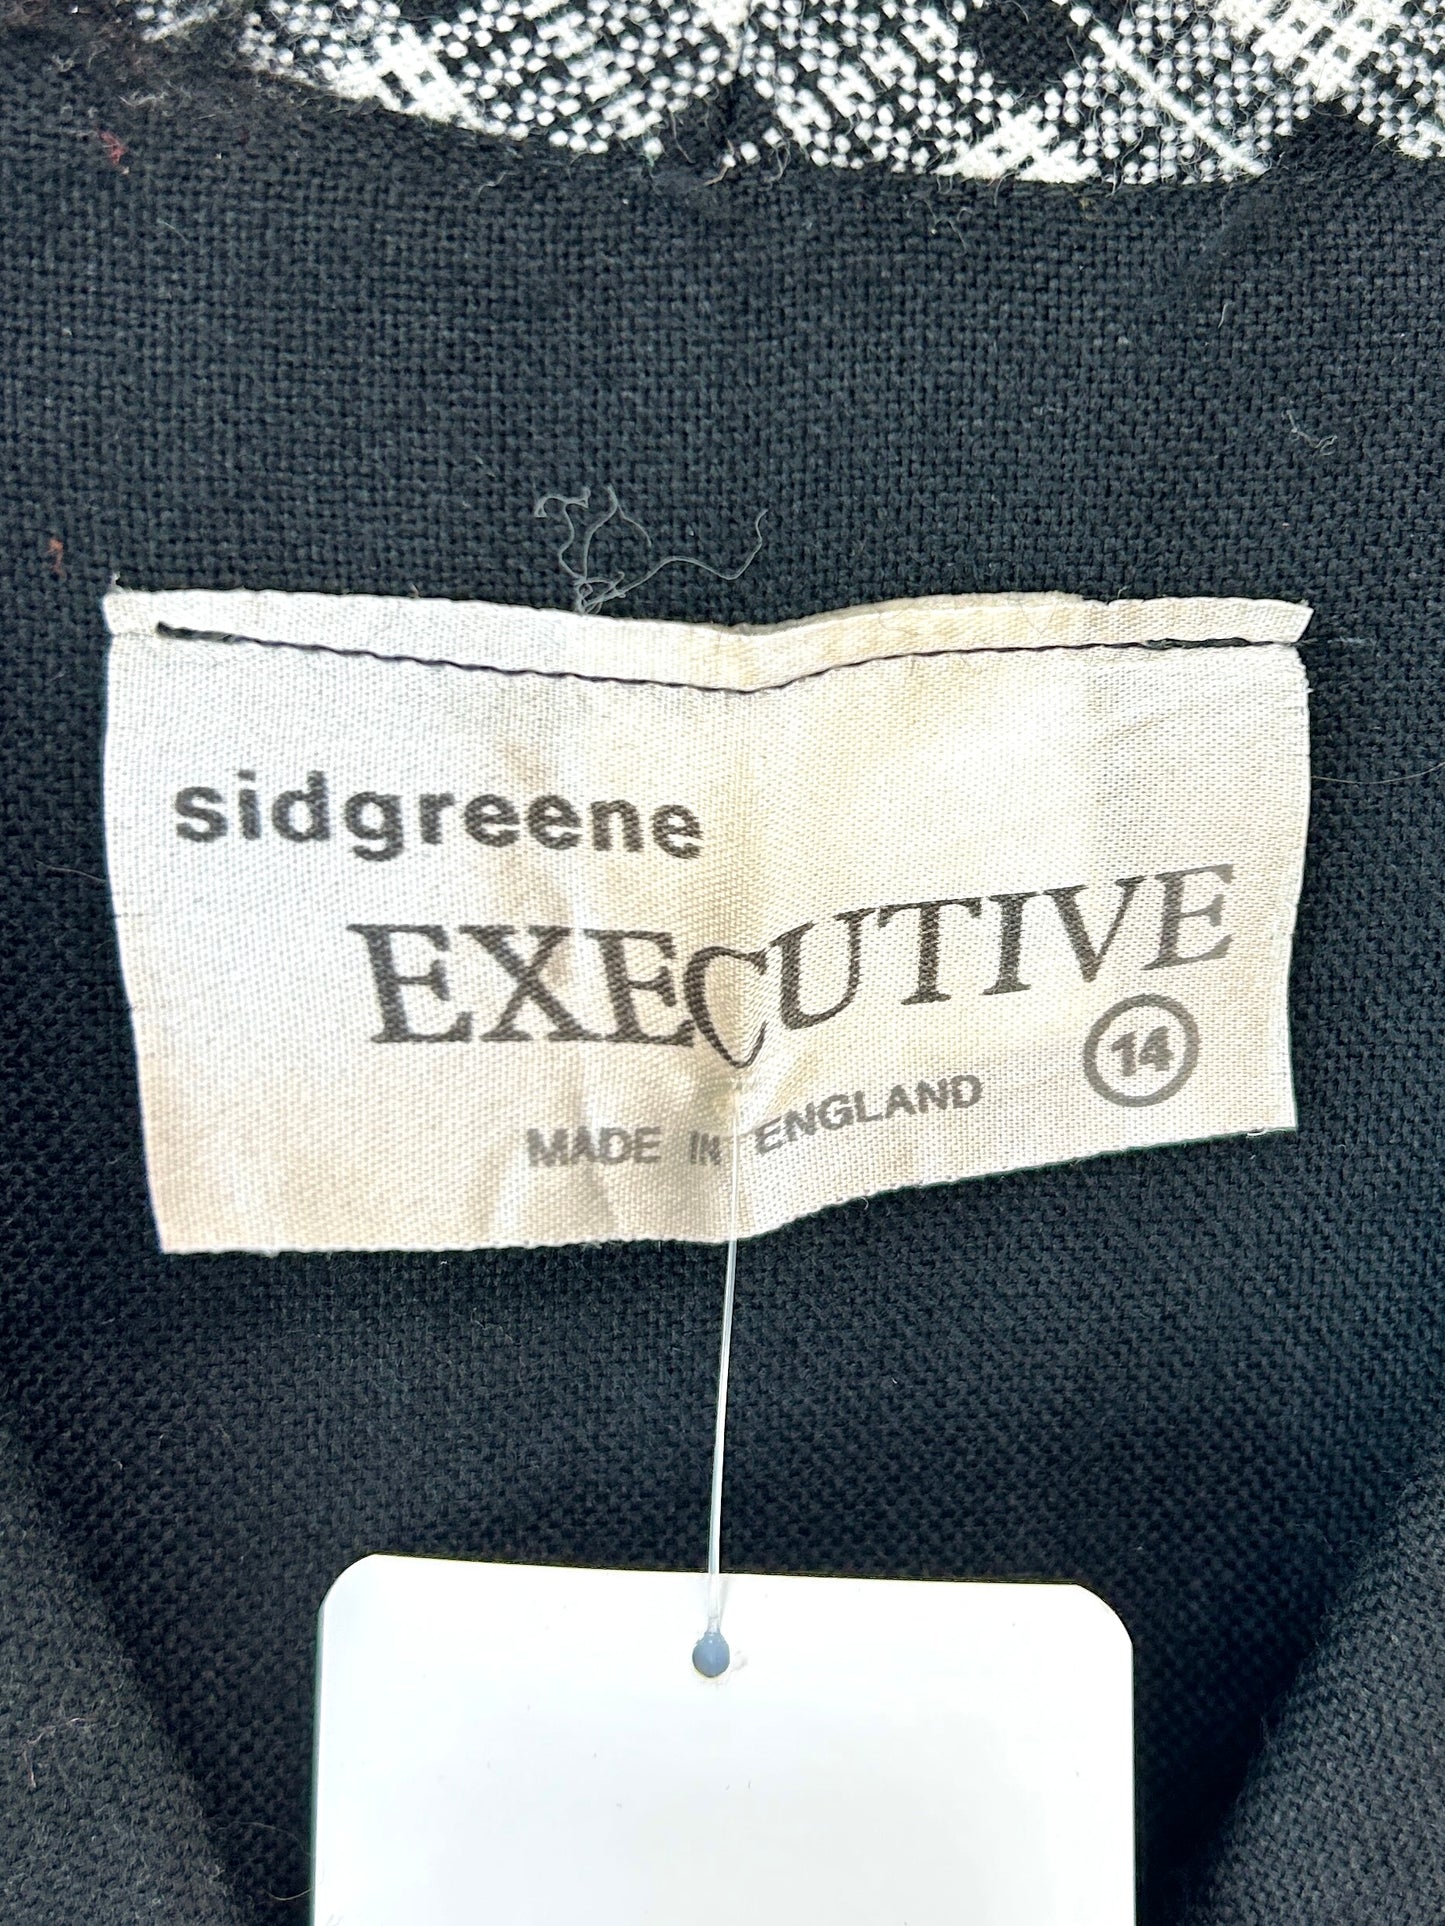 sidgreene
EXECUTIVE
14
MADE IN ENGLAND